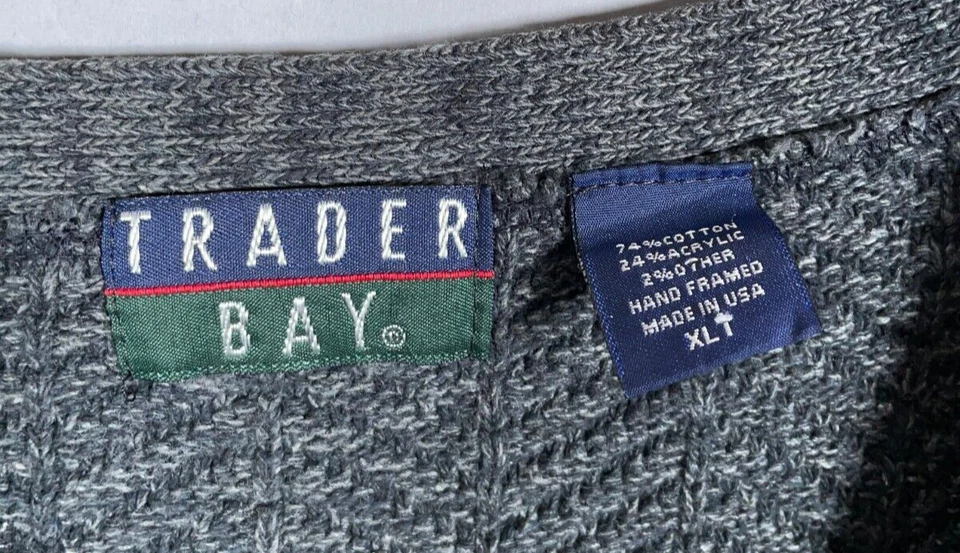 TRADER
BAY®
74% COTTON
24% ACRYLIC
2% OTHER
HAND FRAMED
MADE IN USA
XLT